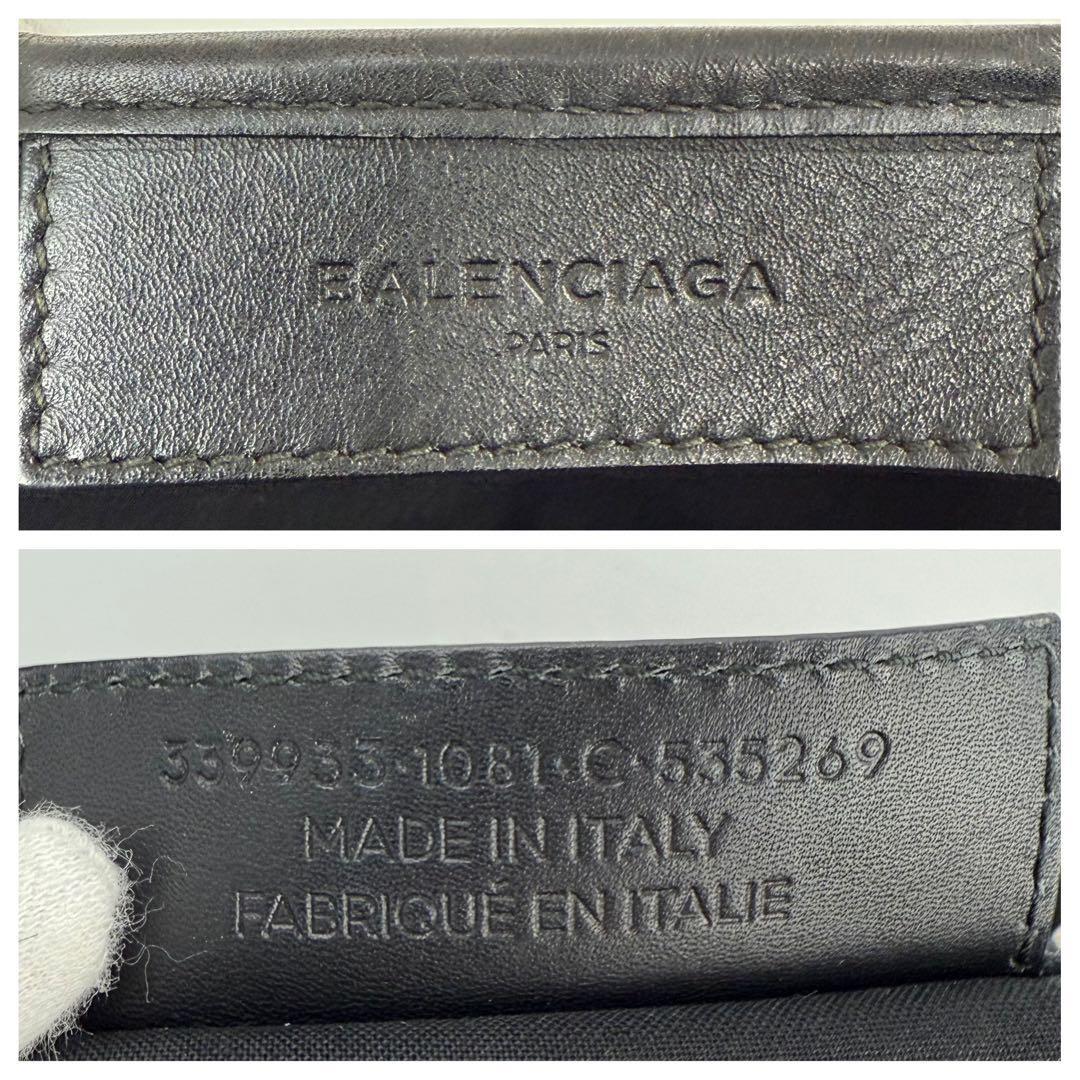 BALENCIAGA
PARIS
339933·1081·C·535269
MADE IN ITALY
FABRIQUÉ EN ITALIE